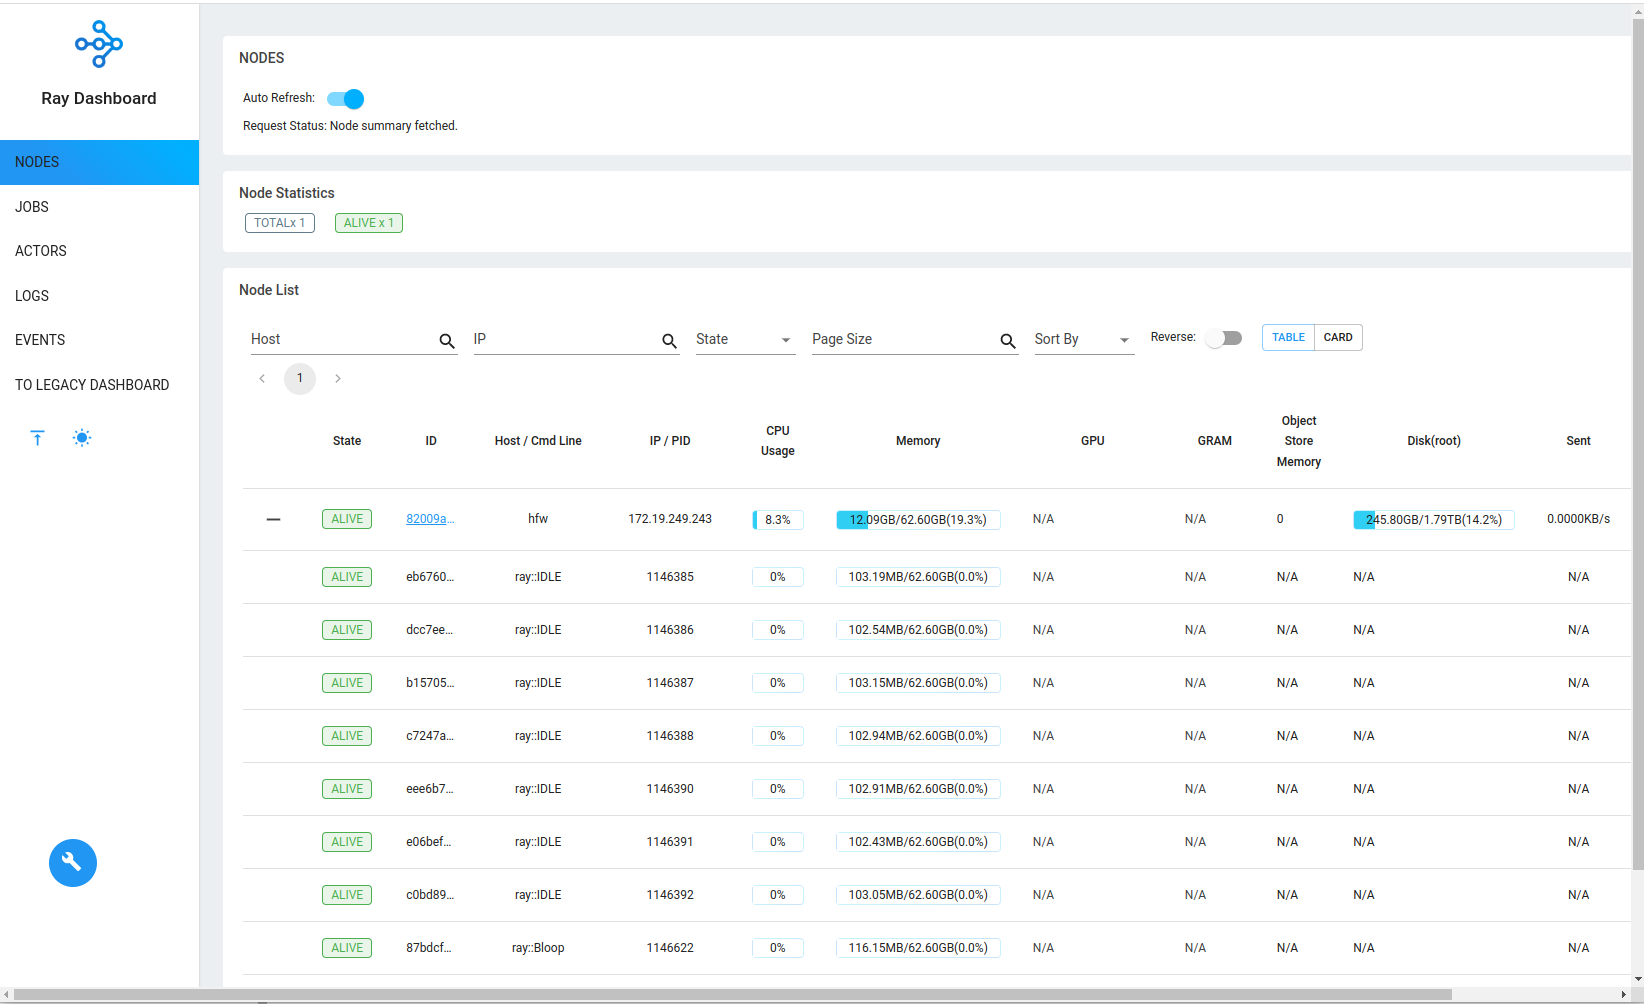 Ray Dashboard
NODES
JOBS
ACTORS
LOGS
EVENTS
TO LEGACY DASHBOARD
NODES
Auto Refresh:
Request Status: Node summary fetched.
Node Statistics
TOTALx 1 ALIVE x 1
Node List
Host IP State Page Size Sort By Reverse: TABLE CARD
1
State ID Host / Cmd Line IP / PID CPU Usage Memory GPU GRAM Object Store Memory Disk(root) Sent
ALIVE 82009a... hfw 172.19.249.243 8.3% 12.09GB/62.60GB(19.3%) N/A N/A 0 245.80GB/1.79TB(14.2%) 0.0000KB/s
ALIVE eb6760... ray::IDLE 1146385 0% 103.19MB/62.60GB(0.0%) N/A N/A N/A N/A N/A
ALIVE dcc7ee... ray::IDLE 1146386 0% 102.54MB/62.60GB(0.0%) N/A N/A N/A N/A N/A
ALIVE b15705... ray::IDLE 1146387 0% 103.15MB/62.60GB(0.0%) N/A N/A N/A N/A N/A
ALIVE c7247a... ray::IDLE 1146388 0% 102.94MB/62.60GB(0.0%) N/A N/A N/A N/A N/A
ALIVE eee6b7... ray::IDLE 1146390 0% 102.91MB/62.60GB(0.0%) N/A N/A N/A N/A N/A
ALIVE e06bef... ray::IDLE 1146391 0% 102.43MB/62.60GB(0.0%) N/A N/A N/A N/A N/A
ALIVE c0bd89... ray::IDLE 1146392 0% 103.05MB/62.60GB(0.0%) N/A N/A N/A N/A N/A
ALIVE 87bdcf... ray::Bloop 1146622 0% 116.15MB/62.60GB(0.0%) N/A N/A N/A N/A N/A